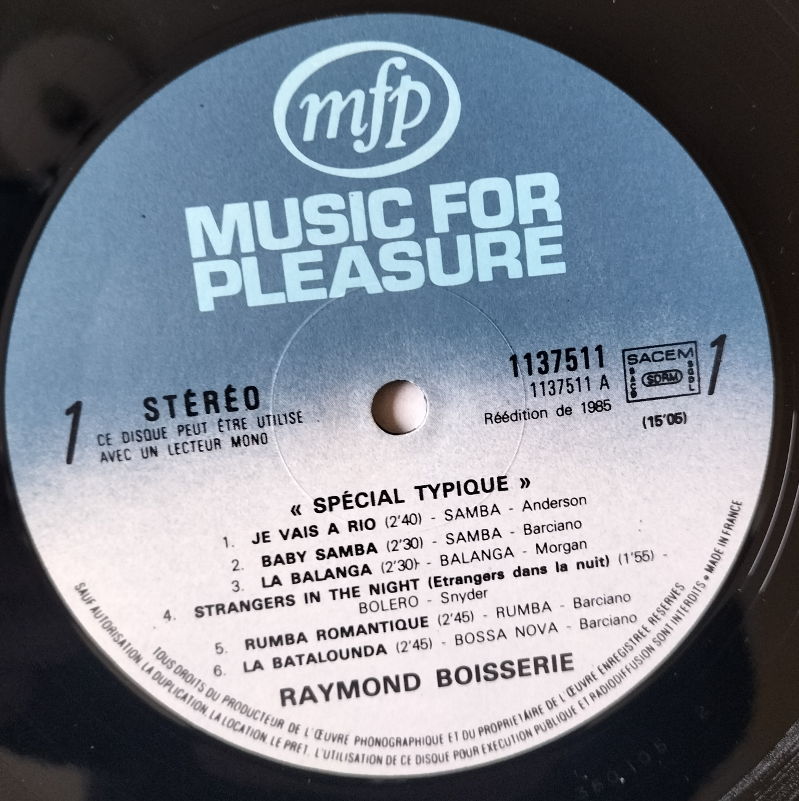 mfp
MUSIC FOR
PLEASURE
1
STÉRÉO
CE DISQUE PEUT ÊTRE UTILISE
AVEC UN LECTEUR MONO
1137511
1137511 A
Réédition de 1985
SACEM
SACD
SDRM
SGDL
1
(15'05)
« SPÉCIAL TYPIQUE »
1. JE VAIS A RIO (2'40) - SAMBA - Anderson
2. BABY SAMBA (2'30) - SAMBA - Barciano
3. LA BALANGA (2'30) - BALANGA - Morgan
4. STRANGERS IN THE NIGHT (Etrangers dans la nuit) (1'55) -
BOLERO - Snyder
5. RUMBA ROMANTIQUE (2'45) - RUMBA - Barciano
6. LA BATALOUNDA (2'45) - BOSSA NOVA - Barciano
RAYMOND BOISSERIE
TOUS DROITS DU PRODUCTEUR DE L'ŒUVRE PHONOGRAPHIQUE ET DU PROPRIETAIRE DE L'ŒUVRE ENREGISTREE RESERVES
SAUF AUTORISATION, LA DUPLICATION, LA LOCATION, LE PRET, L'UTILISATION DE CE DISQUE POUR EXECUTION PUBLIQUE ET RADIODIFFUSION SONT INTERDITS • MADE IN FRANCE